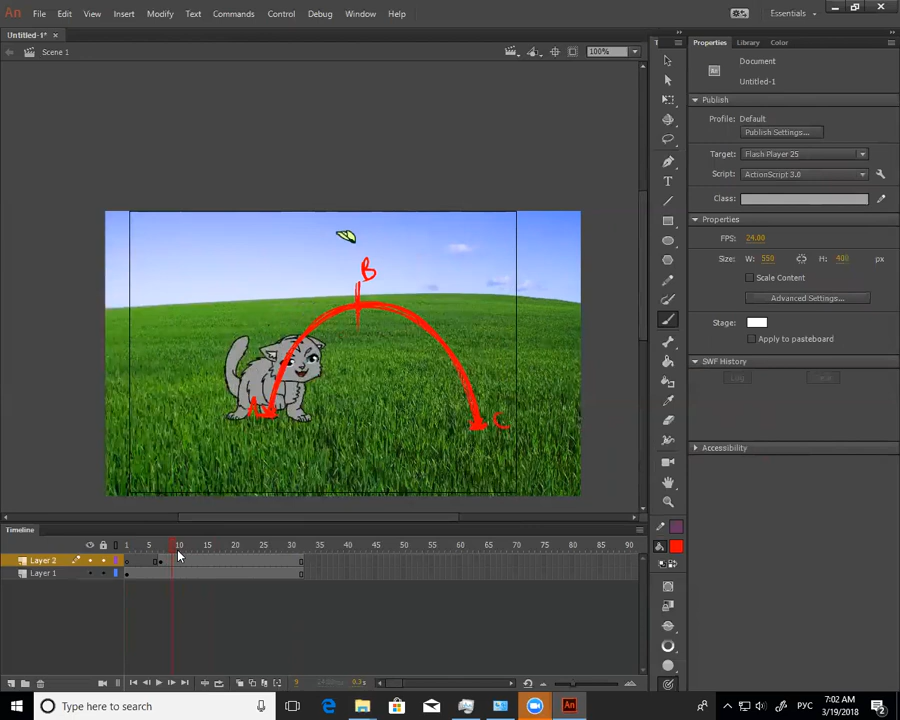 An File Edit View Insert Modify Text Commands Control Debug Window Help Essentials
Untitled-1* × Properties Library Color
Scene 1 100% Document
Untitled-1
Publish
Profile: Default
Publish Settings...
Target: Flash Player 25
Script: ActionScript 3.0
Class:
Properties
FPS: 24.00
Size: W: 550 H: 400 px
Scale Content
Advanced Settings...
Stage:
Apply to pasteboard
SWF History
Accessibility
B
A
C
Timeline
1 5 10 15 20 25 30 35 40 45 50 55 60 65 70 75 80 85 90
Layer 2
Layer 1
9 0.3s
Type here to search
РУС
7:02 AM
3/19/2018
2